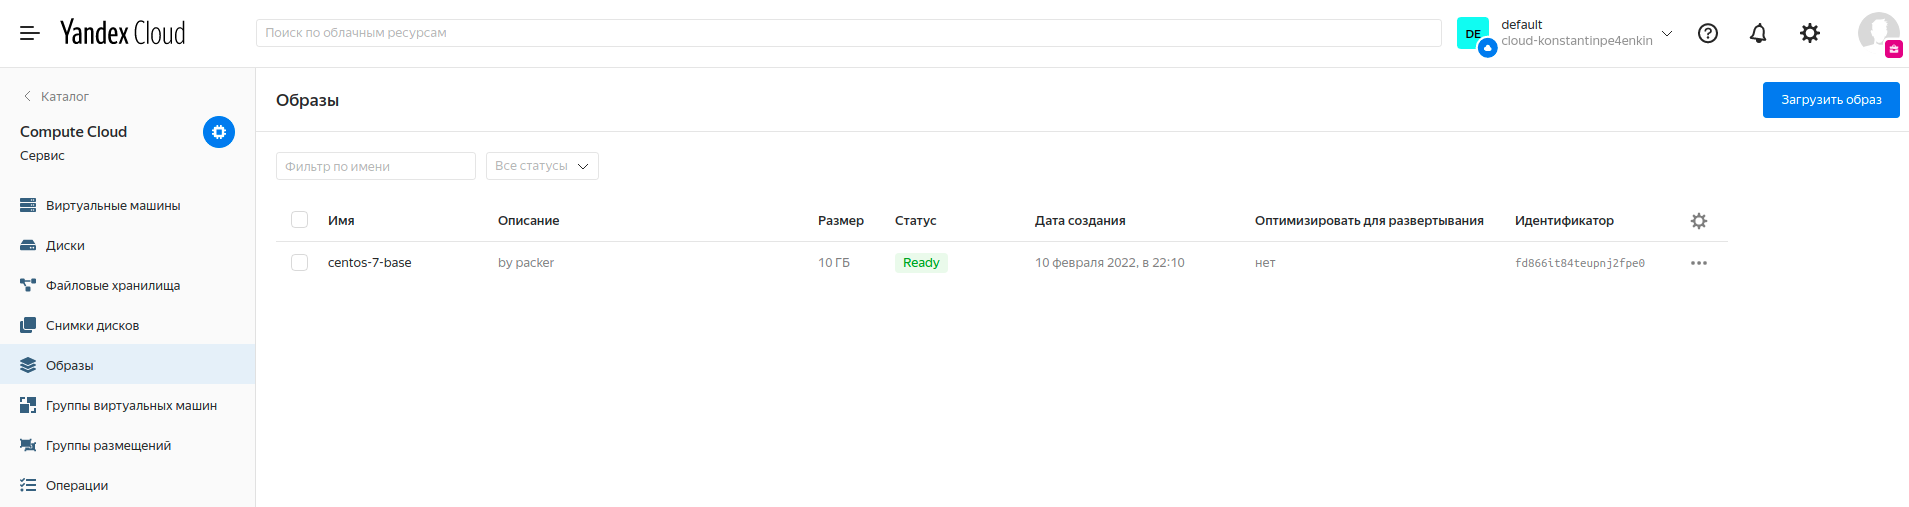 Yandex Cloud
Поиск по облачным ресурсам
DE
default
cloud-konstantinpe4enkin
Каталог
Compute Cloud
Сервис
Виртуальные машины
Диски
Файловые хранилища
Снимки дисков
Образы
Группы виртуальных машин
Группы размещений
Операции
Образы
Загрузить образ
Фильтр по имени
Все статусы
Имя Описание Размер Статус Дата создания Оптимизировать для развертывания Идентификатор
centos-7-base by packer 10 ГБ Ready 10 февраля 2022, в 22:10 нет fd866it84teupnj2fpe0